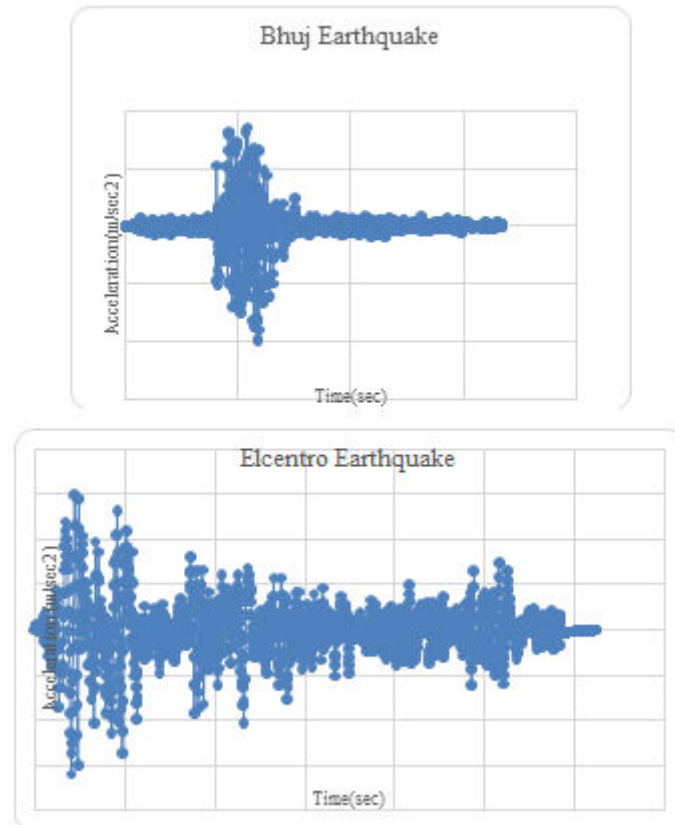 Bhuj Earthquake
Acceleration(m/sec2)
Time(sec)
Elcentro Earthquake
Acceleration(m/sec2)
Time(sec)